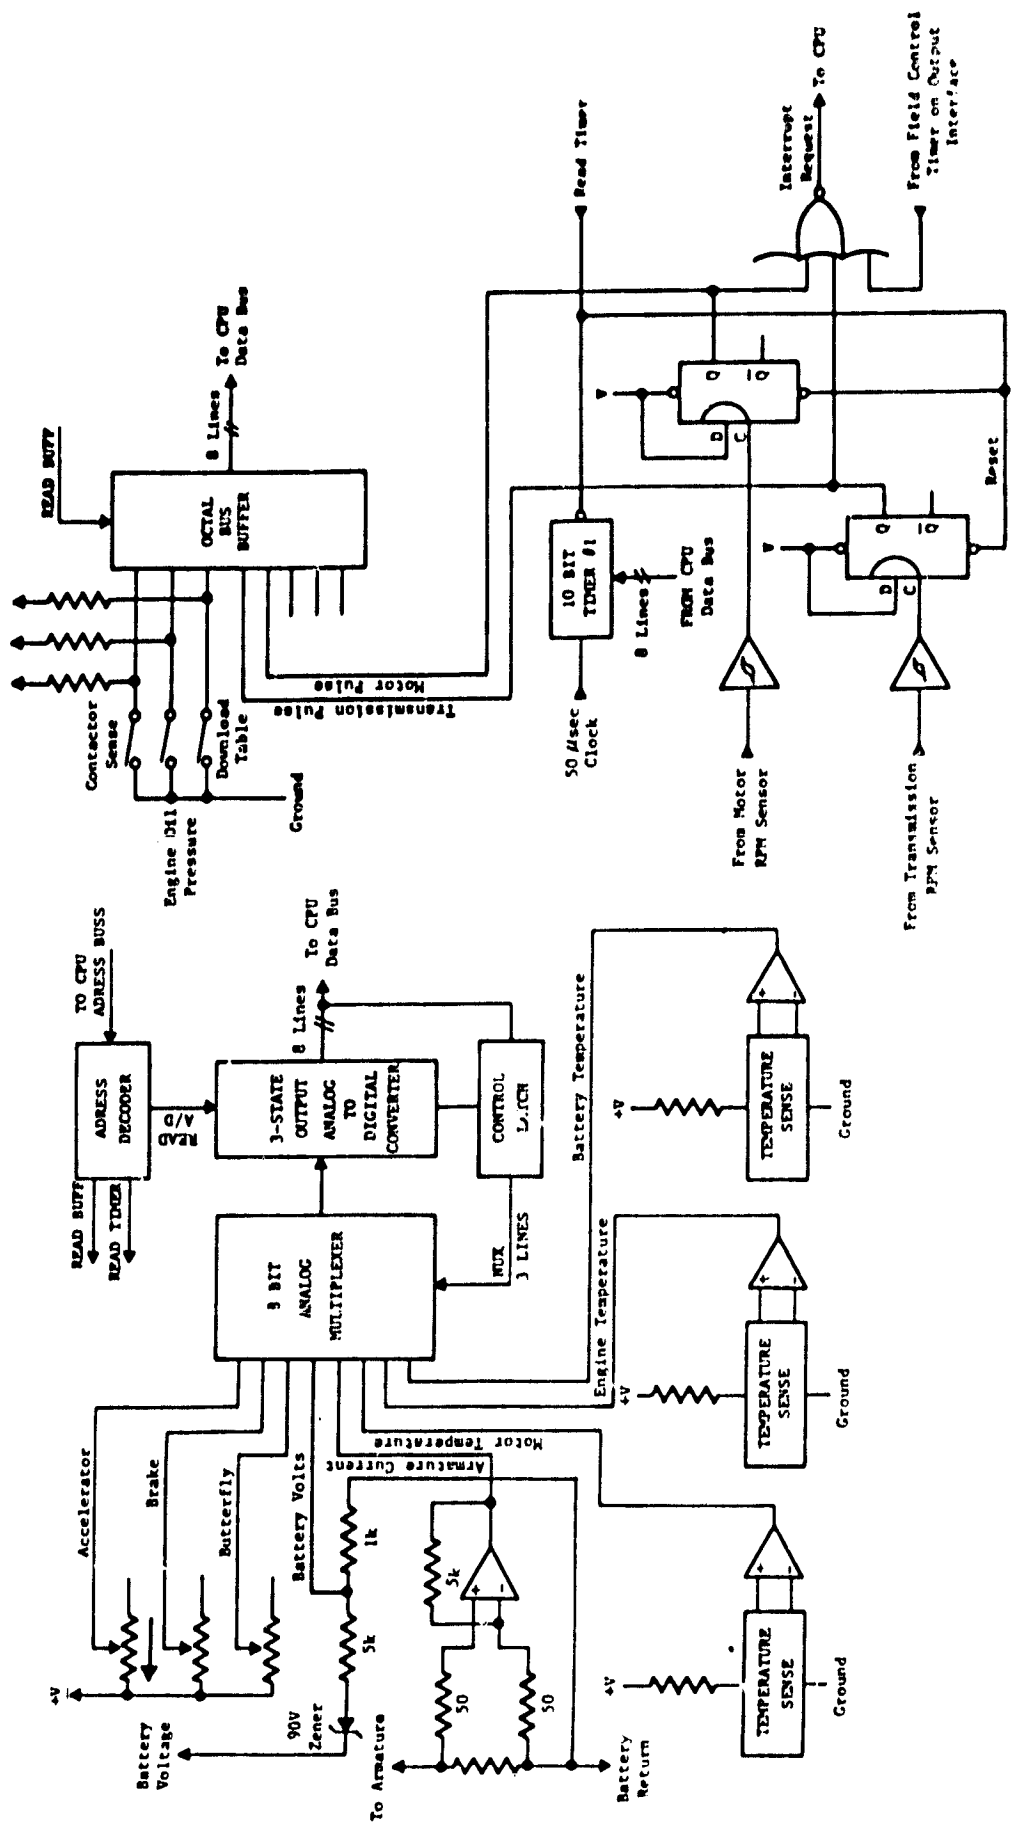 Accelerator
Brake
Butterfly
+V
Battery
Voltage
90V
Zener
5k
1k
Battery Volts
Armature Current
Motor Temperature
To Armature
50
50
5k
+
-
Battery
Return
READ BUFF
READ TIMER
ADRESS
DECODER
TO CPU
ADRESS BUSS
READ
A/D
8 BIT
ANALOG
MULTIPLEXER
3-STATE
OUTPUT
ANALOG
TO
DIGITAL
CONVERTER
8 Lines
To CPU
Data Bus
CONTROL
LATCH
MUX
3 LINES
Engine Temperature
Battery Temperature
+V
TEMPERATURE
SENSE
Ground
+
-
+V
TEMPERATURE
SENSE
Ground
+
-
+V
TEMPERATURE
SENSE
Ground
+
-
Contactor
Sense
Engine Oil
Pressure
Download
Table
Ground
READ BUFF
OCTAL
BUS
BUFFER
8 Lines
To CPU
Data Bus
Motor Pulse
Transmission Pulse
50 µsec
Clock
10 BIT
TIMER #1
8 Lines
FROM CPU
Data Bus
Read Timer
From Motor
RPM Sensor
D
C
Q
Q
From Transmission
RPM Sensor
D
C
Q
Q
Reset
Interrupt
Request
To CPU
From Field Control
Timer on Output
Interface